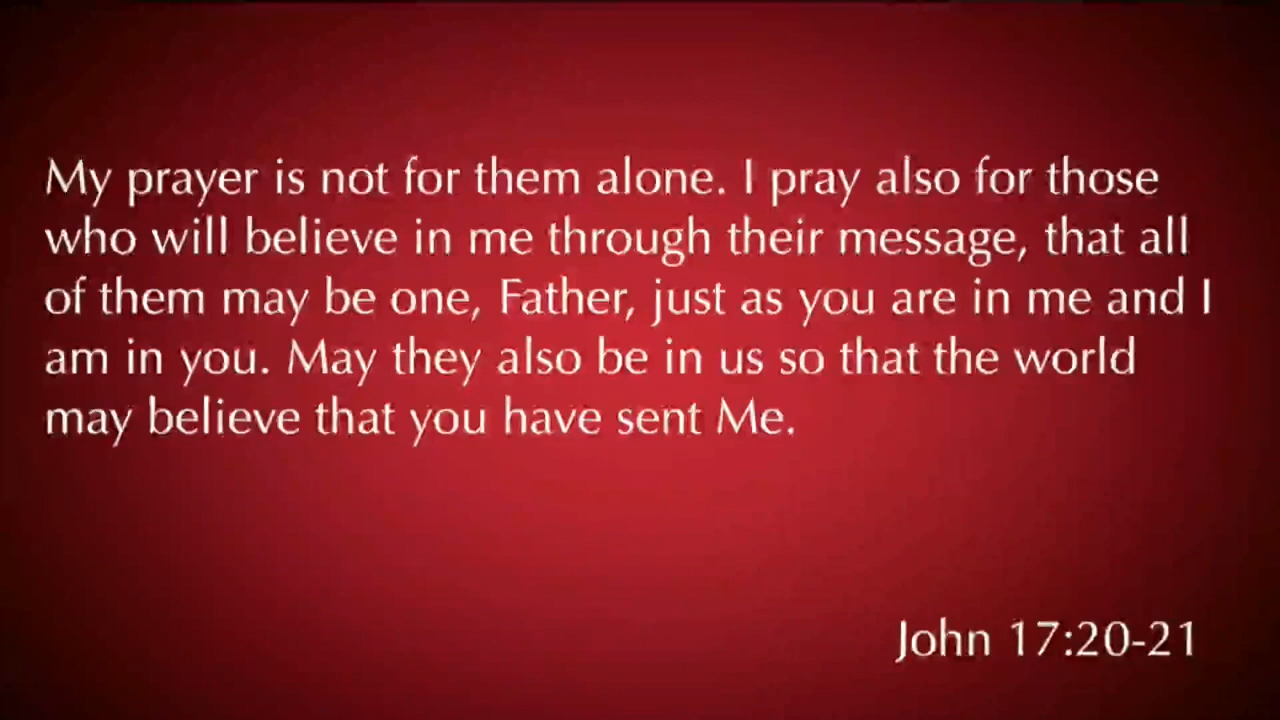 My prayer is not for them alone. I pray also for those
who will believe in me through their message, that all
of them may be one, Father, just as you are in me and I
am in you. May they also be in us so that the world
may believe that you have sent Me.
John 17:20-21